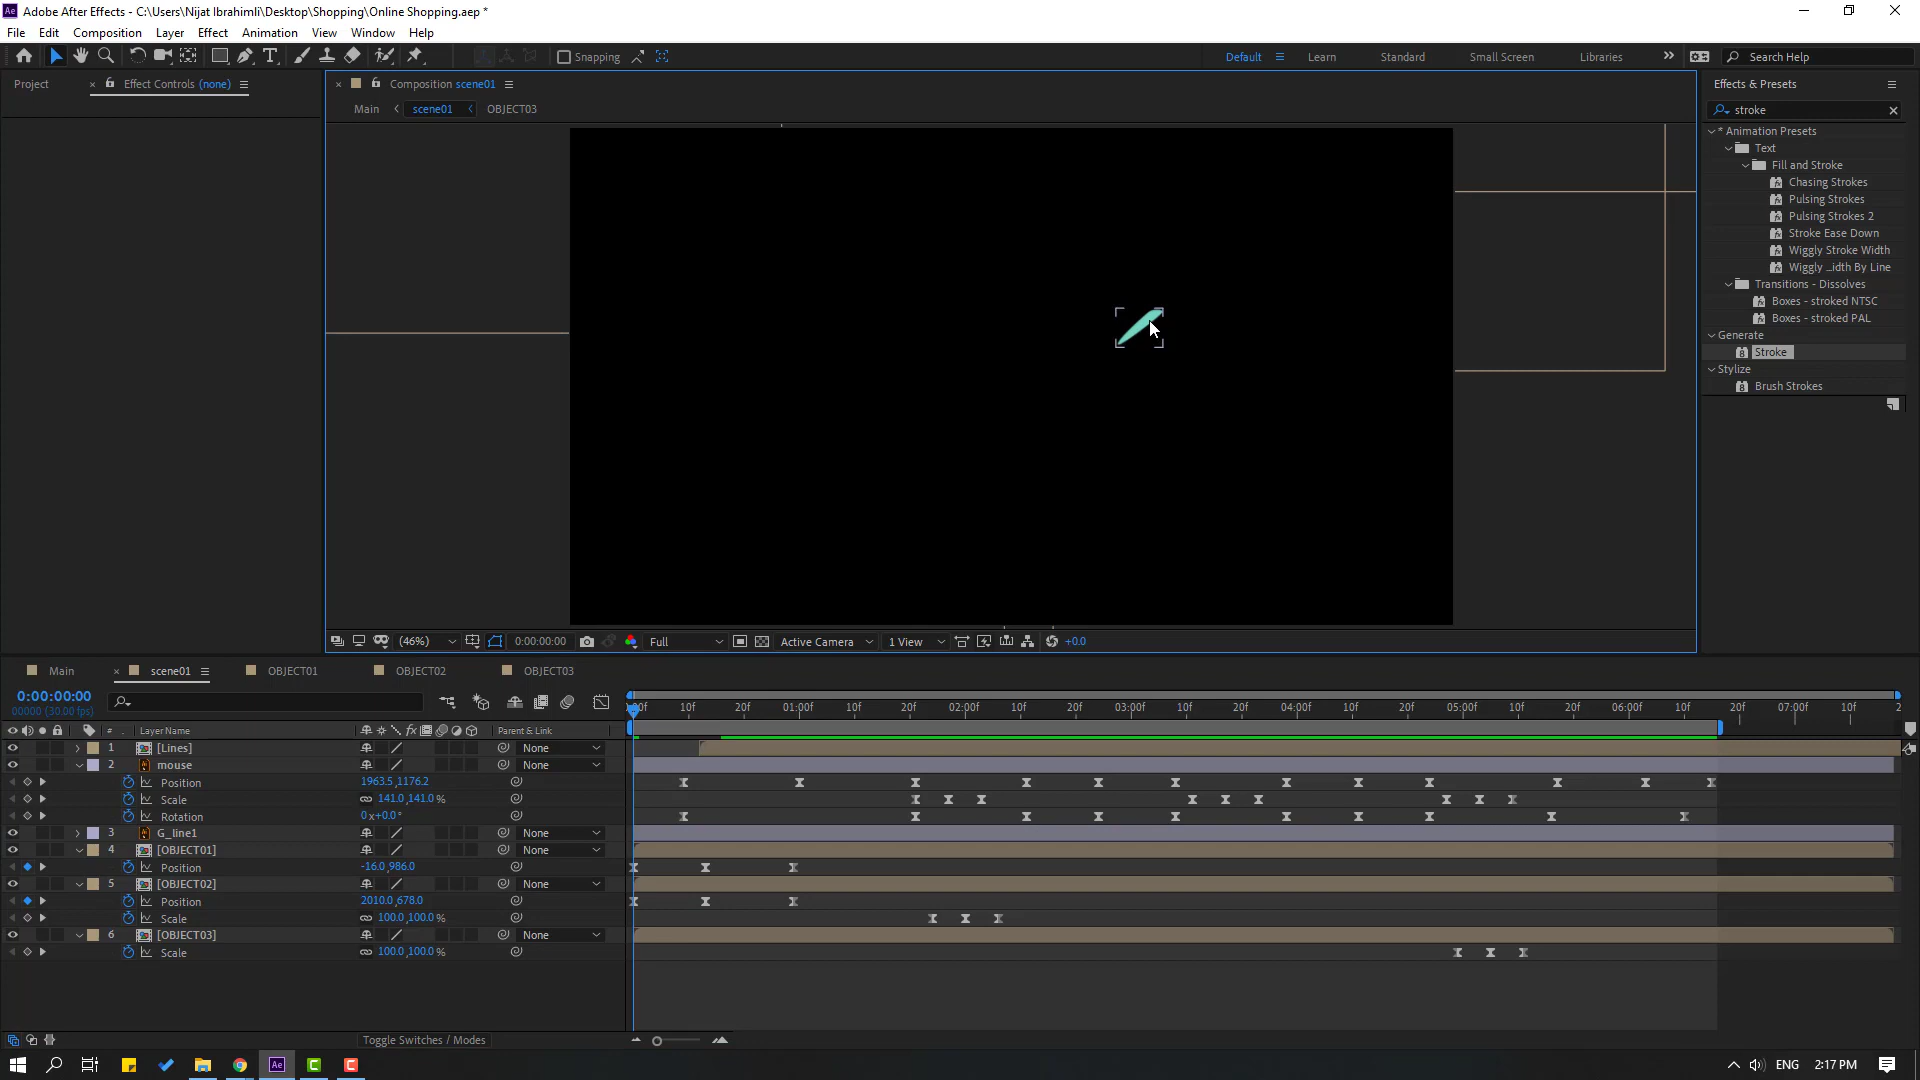 Adobe After Effects - C:\Users\Nijat Ibrahimli\Desktop\Shopping\Online Shopping.aep *
File Edit Composition Layer Effect Animation View Window Help
Snapping Default Learn Standard Small Screen Libraries Search Help
Project Effect Controls (none) Composition scene01 Effects & Presets
Main scene01 OBJECT03
stroke
* Animation Presets
Text
Fill and Stroke
Chasing Strokes
Pulsing Strokes
Pulsing Strokes 2
Stroke Ease Down
Wiggly Stroke Width
Wiggly ...idth By Line
Transitions - Dissolves
Boxes - stroked NTSC
Boxes - stroked PAL
Generate
Stroke
Stylize
Brush Strokes
(46%) 0:00:00:00 Full Active Camera 1 View +0.0
Main scene01 OBJECT01 OBJECT02 OBJECT03
0:00:00:00
00000 (30.00 fps)
:00f 10f 20f 01:00f 10f 20f 02:00f 10f 20f 03:00f 10f 20f 04:00f 10f 20f 05:00f 10f 20f 06:00f 10f 20f 07:00f 10f 2
# Layer Name Parent & Link
1 [Lines] None
2 mouse None
Position 1963.5,1176.2
Scale 141.0,141.0 %
Rotation 0x+0.0°
3 G_line1 None
4 [OBJECT01] None
Position -16.0,986.0
5 [OBJECT02] None
Position 2010.0,678.0
Scale 100.0,100.0 %
6 [OBJECT03] None
Scale 100.0,100.0 %
Toggle Switches / Modes
ENG 2:17 PM